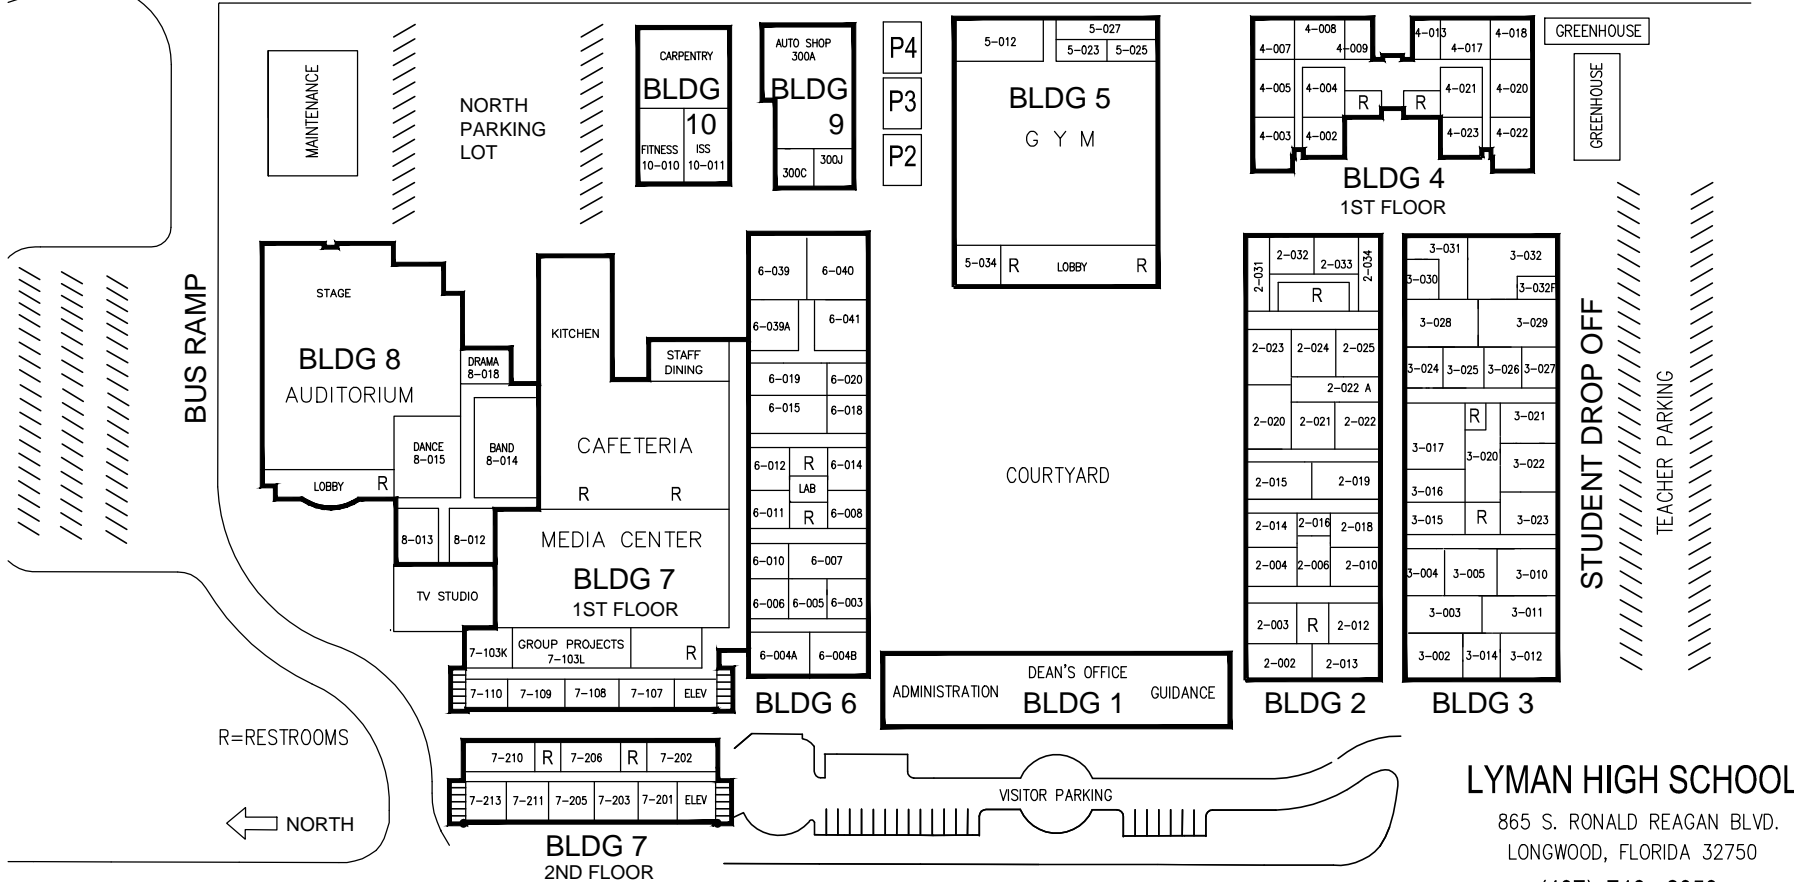 MAINTENANCE
NORTH
PARKING
LOT
CARPENTRY
BLDG
10
FITNESS
10-010
ISS
10-011
AUTO SHOP
300A
BLDG
9
300C
300J
P4
P3
P2
5-012
5-027
5-023
5-025
BLDG 5
GYM
5-034
R
LOBBY
R
4-007
4-008
4-009
4-013
4-017
4-018
4-005
4-004
R
R
4-021
4-020
4-003
4-002
4-023
4-022
BLDG 4
1ST FLOOR
GREENHOUSE
GREENHOUSE
BUS RAMP
STAGE
BLDG 8
AUDITORIUM
LOBBY
R
DRAMA
8-018
DANCE
8-015
BAND
8-014
8-013
8-012
TV STUDIO
KITCHEN
STAFF
DINING
CAFETERIA
R
R
MEDIA CENTER
BLDG 7
1ST FLOOR
7-103K
GROUP PROJECTS
7-103L
R
7-110
7-109
7-108
7-107
ELEV
6-039
6-040
6-039A
6-041
6-019
6-020
6-015
6-018
6-012
R
6-014
LAB
6-011
R
6-008
6-010
6-007
6-006
6-005
6-003
6-004A
6-004B
BLDG 6
COURTYARD
DEAN'S OFFICE
ADMINISTRATION
BLDG 1
GUIDANCE
2-031
2-032
2-033
2-034
R
2-023
2-024
2-025
2-022 A
2-020
2-021
2-022
2-015
2-019
2-014
2-016
2-018
2-004
2-006
2-010
2-003
R
2-012
2-002
2-013
BLDG 2
3-031
3-032
3-030
3-032F
3-028
3-029
3-024
3-025
3-026
3-027
R
3-021
3-017
3-020
3-022
3-016
3-015
R
3-023
3-004
3-005
3-010
3-003
3-011
3-002
3-014
3-012
BLDG 3
STUDENT DROP OFF
TEACHER PARKING
R=RESTROOMS
NORTH
7-210
R
7-206
R
7-202
7-213
7-211
7-205
7-203
7-201
ELEV
BLDG 7
2ND FLOOR
VISITOR PARKING
LYMAN HIGH SCHOOL
865 S. RONALD REAGAN BLVD.
LONGWOOD, FLORIDA 32750